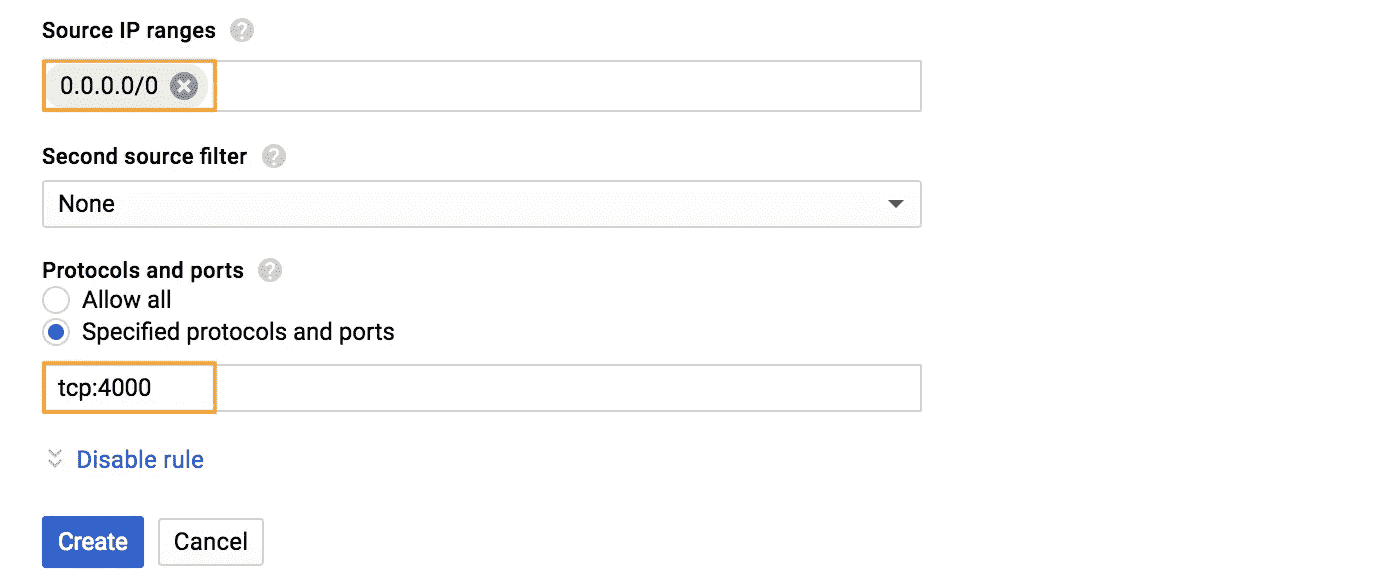 Source IP ranges
0.0.0.0/0
Second source filter
None
Protocols and ports
Allow all
Specified protocols and ports
tcp:4000
Disable rule
Create Cancel